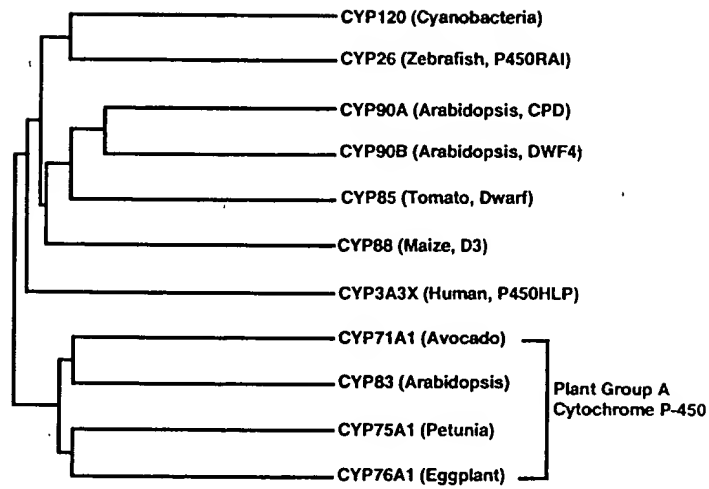 CYP120 (Cyanobacteria)
CYP26 (Zebrafish, P450RAI)
CYP90A (Arabidopsis, CPD)
CYP90B (Arabidopsis, DWF4)
CYP85 (Tomato, Dwarf)
CYP88 (Maize, D3)
CYP3A3X (Human, P450HLP)
CYP71A1 (Avocado)
CYP83 (Arabidopsis)
CYP75A1 (Petunia)
CYP76A1 (Eggplant)
Plant Group A
Cytochrome P-450